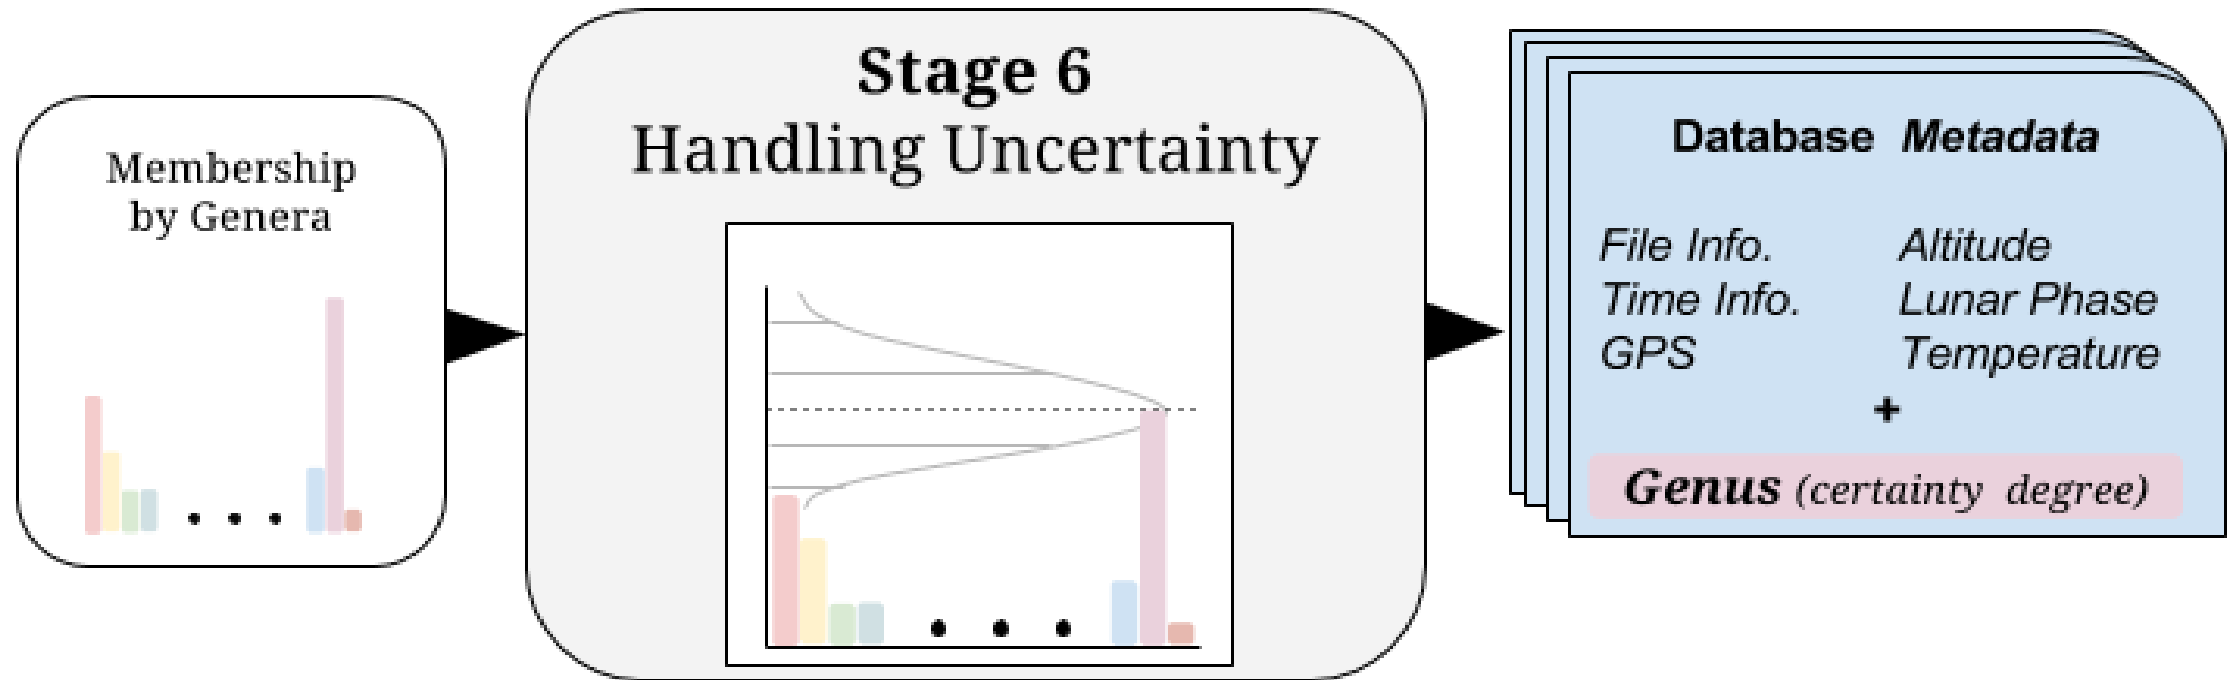 Membership
by Genera
Stage 6
Handling Uncertainty
Database Metadata
File Info. Altitude
Time Info. Lunar Phase
GPS Temperature
+
Genus (certainty degree)